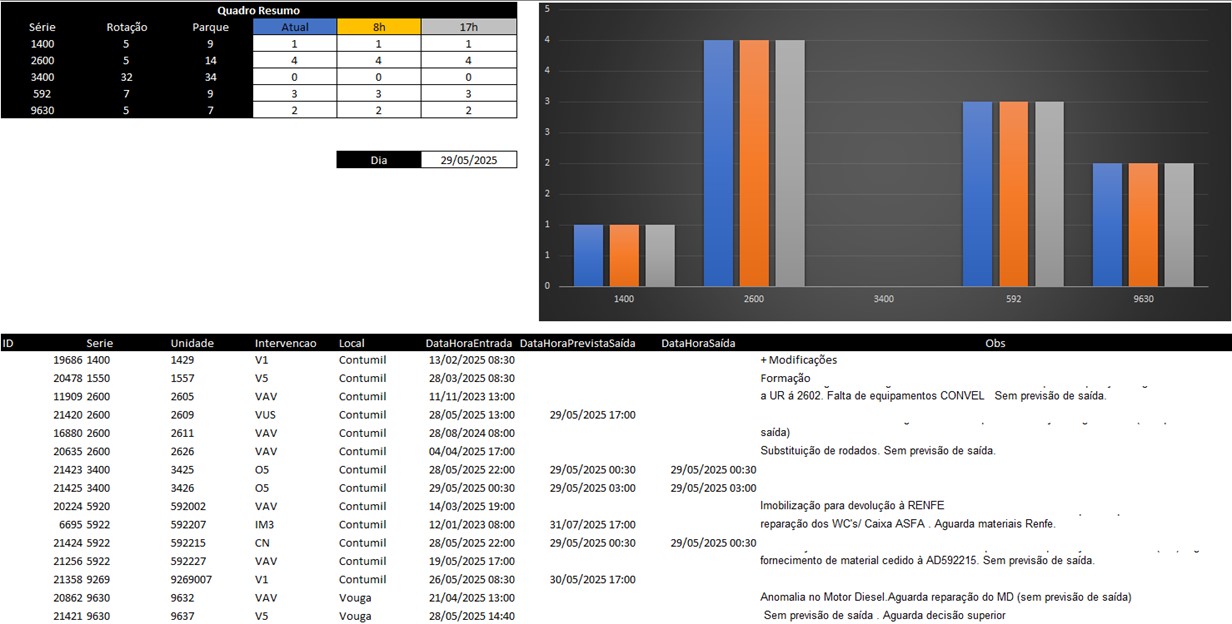 Quadro Resumo
Série Rotação Parque Atual 8h 17h
1400 5 9 1 1 1
2600 5 14 4 4 4
3400 32 34 0 0 0
592 7 9 3 3 3
9630 5 7 2 2 2
Dia 29/05/2025
5
4
4
3
3
2
2
1
1
0
1400 2600 3400 592 9630
ID Serie Unidade Intervencao Local DataHoraEntrada DataHoraPrevistaSaída DataHoraSaída Obs
19686 1400 1429 V1 Contumil 13/02/2025 08:30 + Modificações
20478 1550 1557 V5 Contumil 28/03/2025 08:30 Formação
11909 2600 2605 VAV Contumil 11/11/2023 13:00 a UR á 2602. Falta de equipamentos CONVEL Sem previsão de saída.
21420 2600 2609 VUS Contumil 28/05/2025 13:00 29/05/2025 17:00
16880 2600 2611 VAV Contumil 28/08/2024 08:00 saída)
20635 2600 2626 VAV Contumil 04/04/2025 17:00 Substituição de rodados. Sem previsão de saída.
21423 3400 3425 O5 Contumil 28/05/2025 22:00 29/05/2025 00:30 29/05/2025 00:30
21425 3400 3426 O5 Contumil 29/05/2025 00:30 29/05/2025 03:00 29/05/2025 03:00
20224 5920 592002 VAV Contumil 14/03/2025 19:00 Imobilização para devolução à RENFE
6695 5922 592207 IM3 Contumil 12/01/2023 08:00 31/07/2025 17:00 reparação dos WC's/ Caixa ASFA . Aguarda materiais Renfe.
21424 5922 592215 CN Contumil 28/05/2025 22:00 29/05/2025 00:30 29/05/2025 00:30
21256 5922 592227 VAV Contumil 19/05/2025 17:00 fornecimento de material cedido à AD592215. Sem previsão de saída.
21358 9269 9269007 V1 Contumil 26/05/2025 08:30 30/05/2025 17:00
20862 9630 9632 VAV Vouga 21/04/2025 13:00 Anomalia no Motor Diesel.Aguarda reparação do MD (sem previsão de saída)
21421 9630 9637 V5 Vouga 28/05/2025 14:40 Sem previsão de saída . Aguarda decisão superior